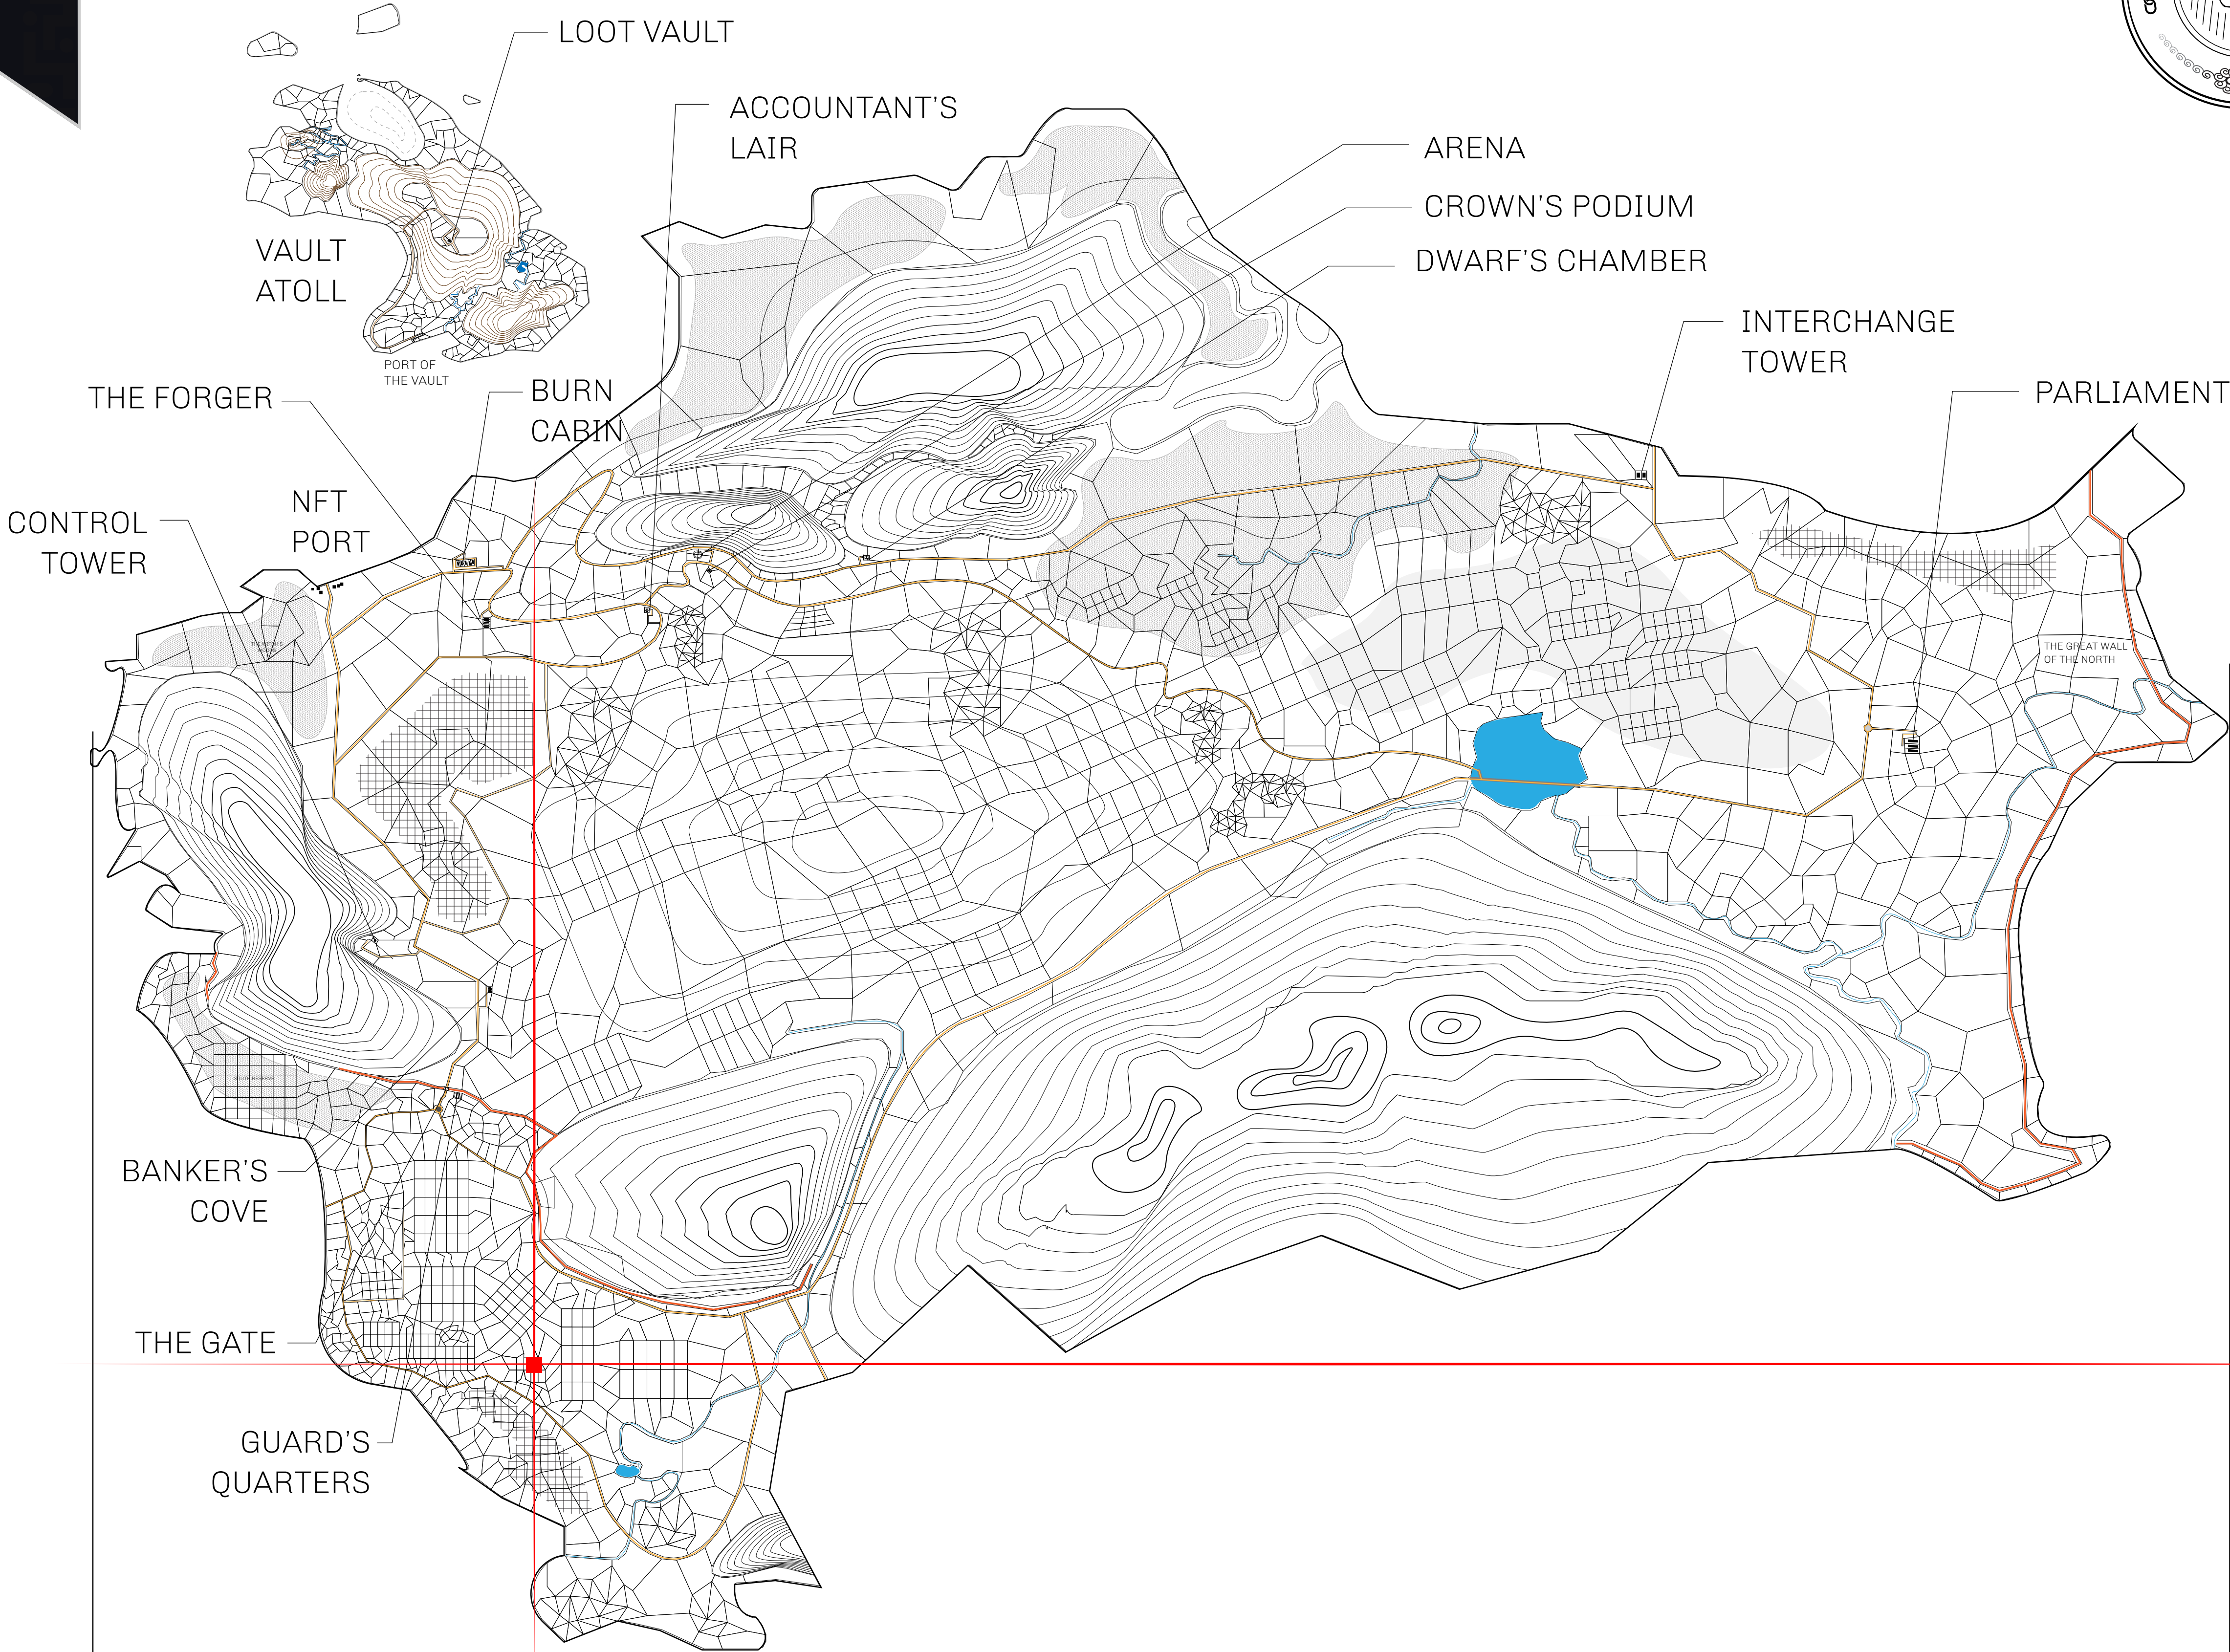 LOOT VAULT
ACCOUNTANT'S
LAIR
ARENA
CROWN'S PODIUM
DWARF'S CHAMBER
VAULT
ATOLL
INTERCHANGE
TOWER
PORT OF
THE VAULT
THE FORGER
BURN
CABIN
PARLIAMENT
NFT
PORT
CONTROL
TOWER
THE GREAT WALL
OF THE NORTH
SOUTH RESERVE
BANKER'S
COVE
THE GATE
GUARD'S
QUARTERS